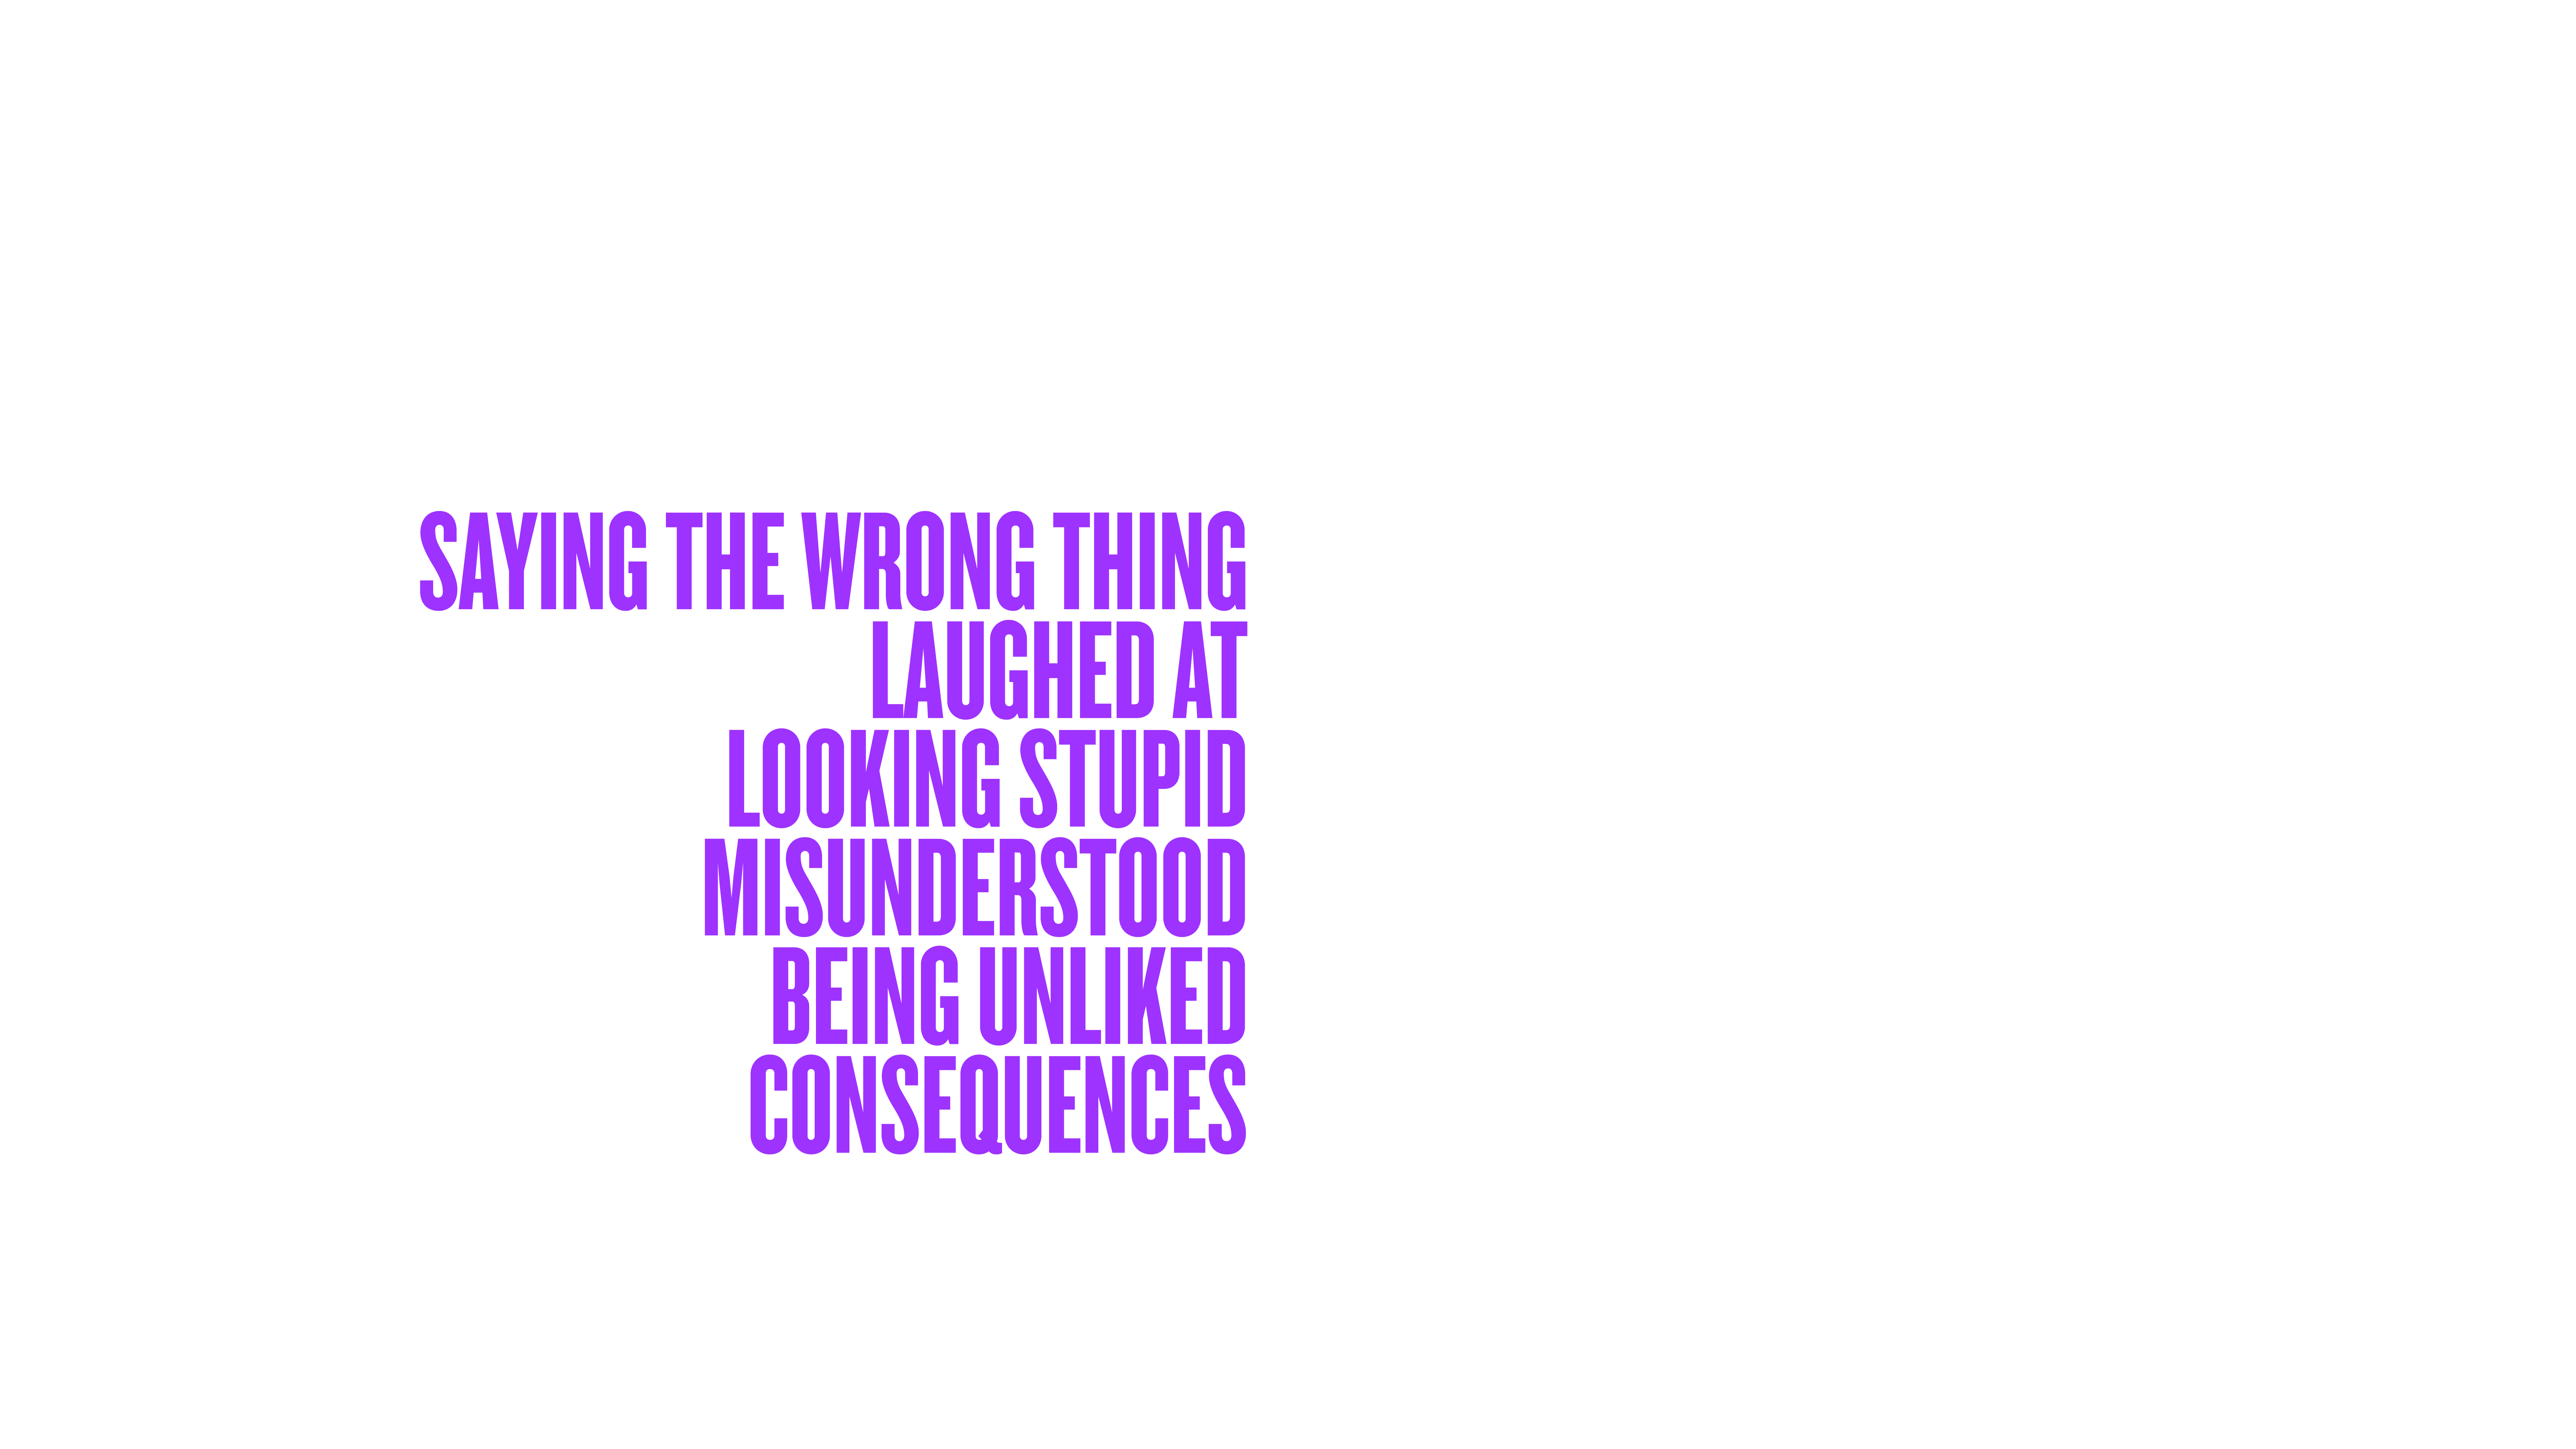 SAYING THE WRONG THING
LAUGHED AT
LOOKING STUPID
MISUNDERSTOOD
BEING UNLIKED
CONSEQUENCES